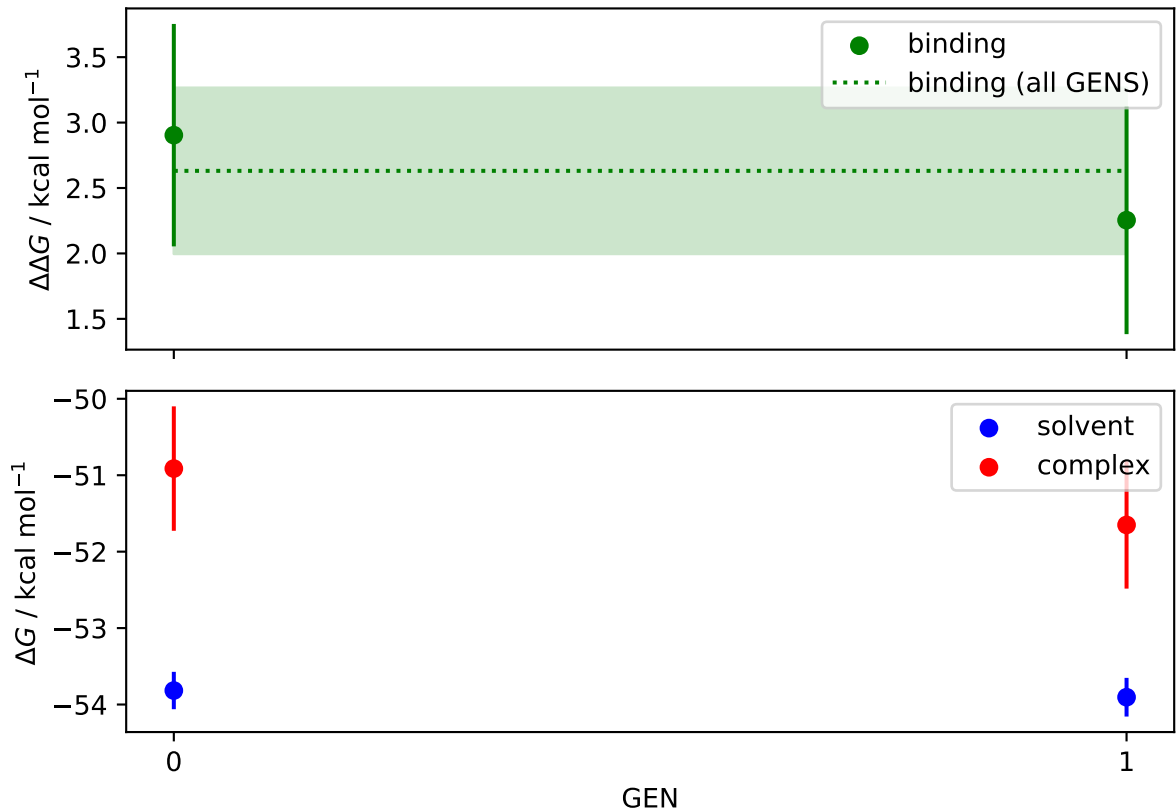 binding
binding (all GENS)
3.5
3.0
2.5
2.0
1.5
ΔΔG / kcal mol⁻¹
solvent
complex
−50
−51
−52
−53
−54
ΔG / kcal mol⁻¹
0 1
GEN